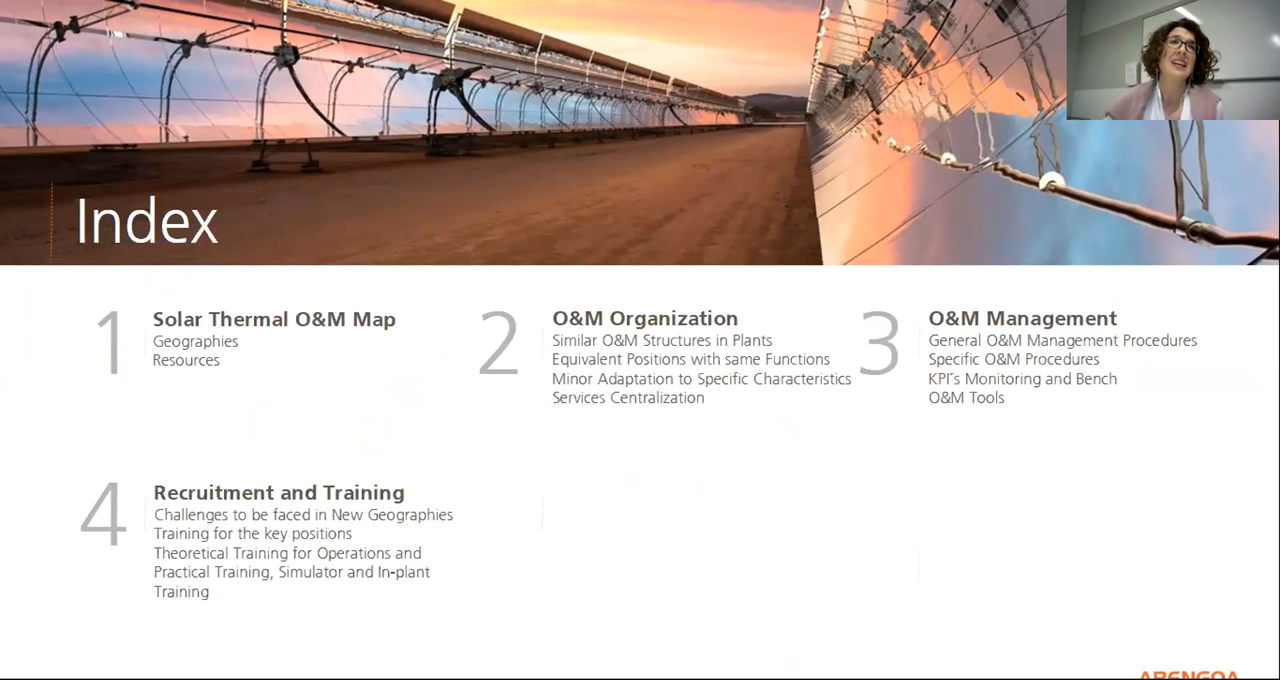 Index
1
Solar Thermal O&M Map
Geographies
Resources
2
O&M Organization
Similar O&M Structures in Plants
Equivalent Positions with same Functions
Minor Adaptation to Specific Characteristics
Services Centralization
3
O&M Management
General O&M Management Procedures
Specific O&M Procedures
KPI´s Monitoring and Bench
O&M Tools
4
Recruitment and Training
Challenges to be faced in New Geographies
Training for the key positions
Theoretical Training for Operations and
Practical Training, Simulator and In-plant
Training
ABENGOA